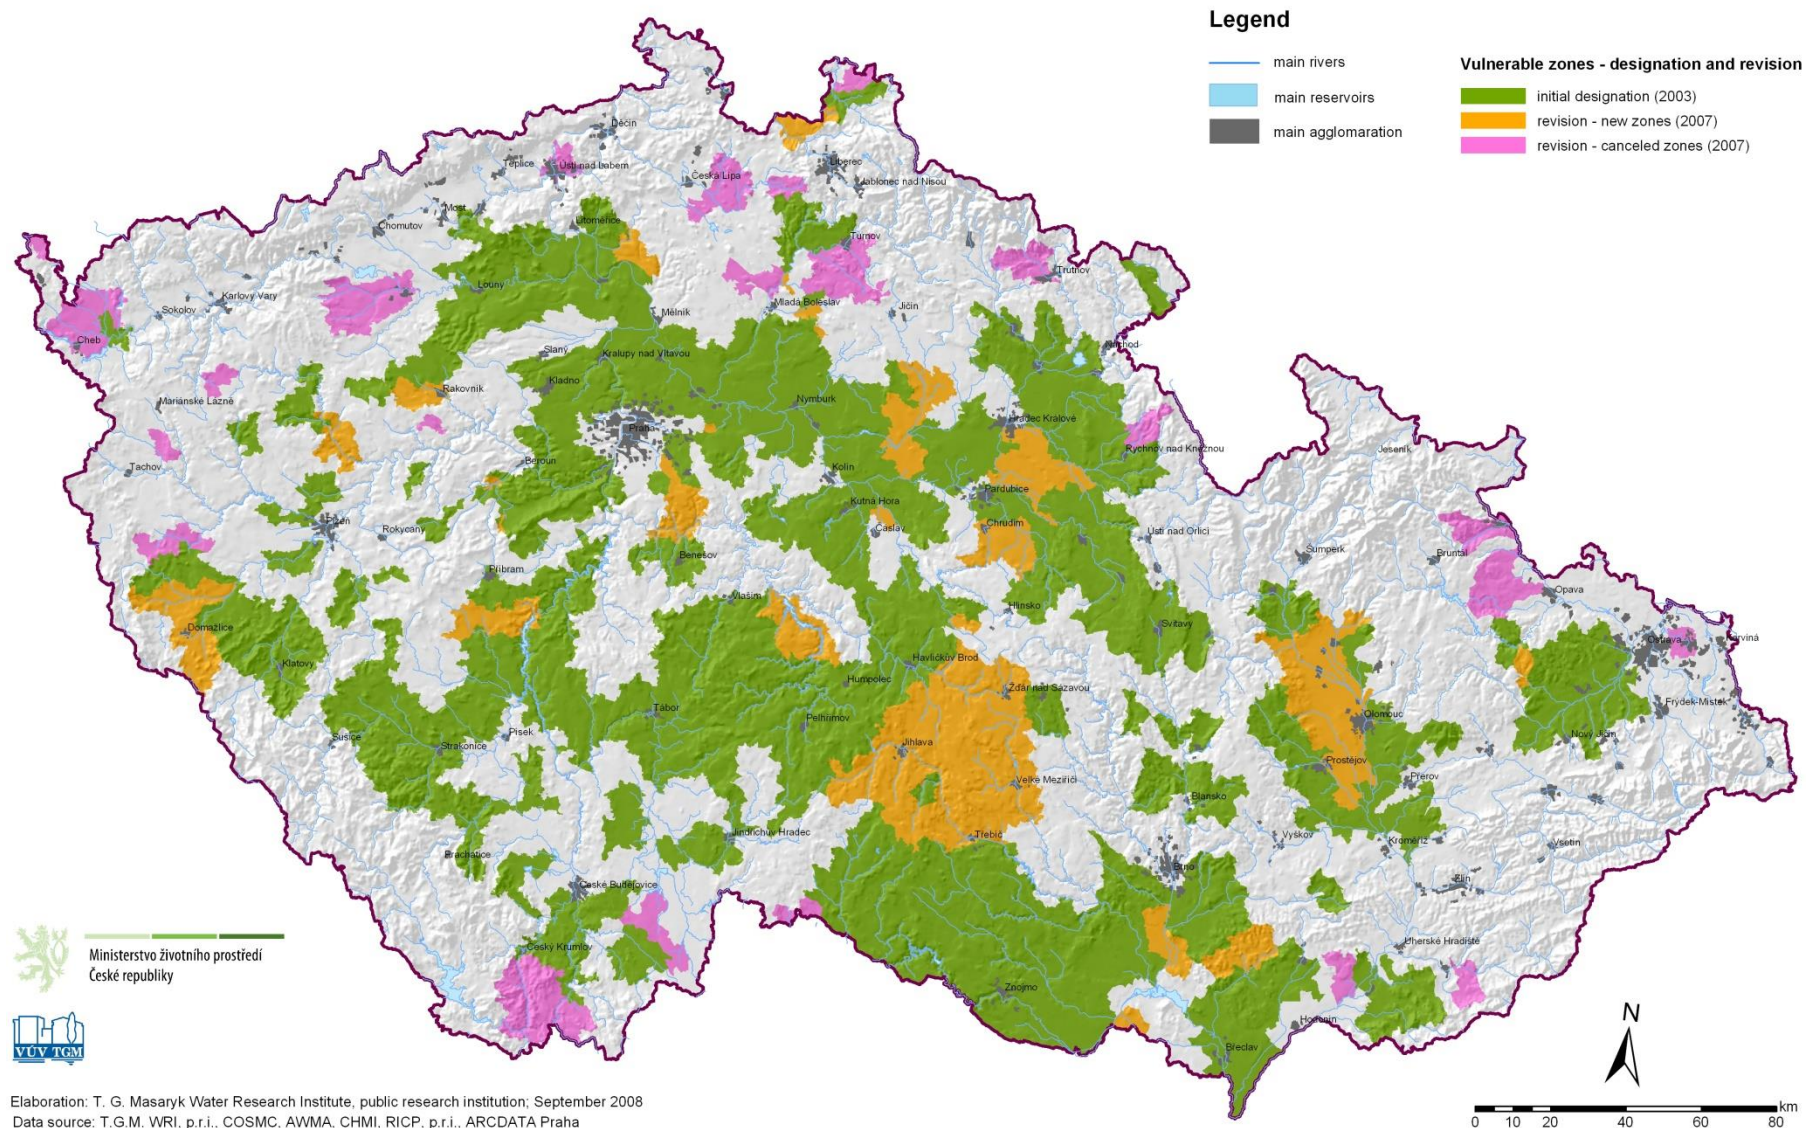 Legend
main rivers
main reservoirs
main agglomaration
Vulnerable zones - designation and revision
initial designation (2003)
revision - new zones (2007)
revision - canceled zones (2007)
Děčín
Teplice
Ústí nad Labem
Česká Lípa
Liberec
Jablonec nad Nisou
Most
Chomutov
Litoměřice
Turnov
Trutnov
Louny
Karlovy Vary
Sokolov
Mladá Boleslav
Jičín
Mělník
Cheb
Slaný
Kralupy nad Vltavou
Náchod
Kladno
Rakovník
Mariánské Lázně
Nymburk
Hradec Králové
Praha
Rychnov nad Kněžnou
Jeseník
Tachov
Beroun
Kolín
Pardubice
Kutná Hora
Plzeň
Rokycany
Čáslav
Chrudim
Ústí nad Orlicí
Šumperk
Bruntál
Benešov
Příbram
Opava
Vlašim
Hlinsko
Svitavy
Domažlice
Ostrava
Karviná
Klatovy
Havlíčkův Brod
Humpolec
Žďár nad Sázavou
Frýdek-Místek
Tábor
Pelhřimov
Olomouc
Sušice
Strakonice
Písek
Jihlava
Nový Jičín
Prostějov
Přerov
Velké Meziříčí
Blansko
Jindřichův Hradec
Třebíč
Vyškov
Kroměříž
Vsetín
Prachatice
Brno
České Budějovice
Zlín
Český Krumlov
Uherské Hradiště
Znojmo
Hodonín
Břeclav
Ministerstvo životního prostředí
České republiky
VÚV TGM
N
km
0 10 20 40 60 80
Elaboration: T. G. Masaryk Water Research Institute, public research institution; September 2008
Data source: T.G.M. WRI, p.r.i., COSMC, AWMA, CHMI, RICP, p.r.i., ARCDATA Praha